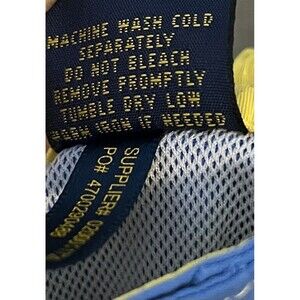 MACHINE WASH COLD
SEPARATELY
DO NOT BLEACH
REMOVE PROMPTLY
TUMBLE DRY LOW
WARM IRON IF NEEDED
SUPPLIER#
PO#